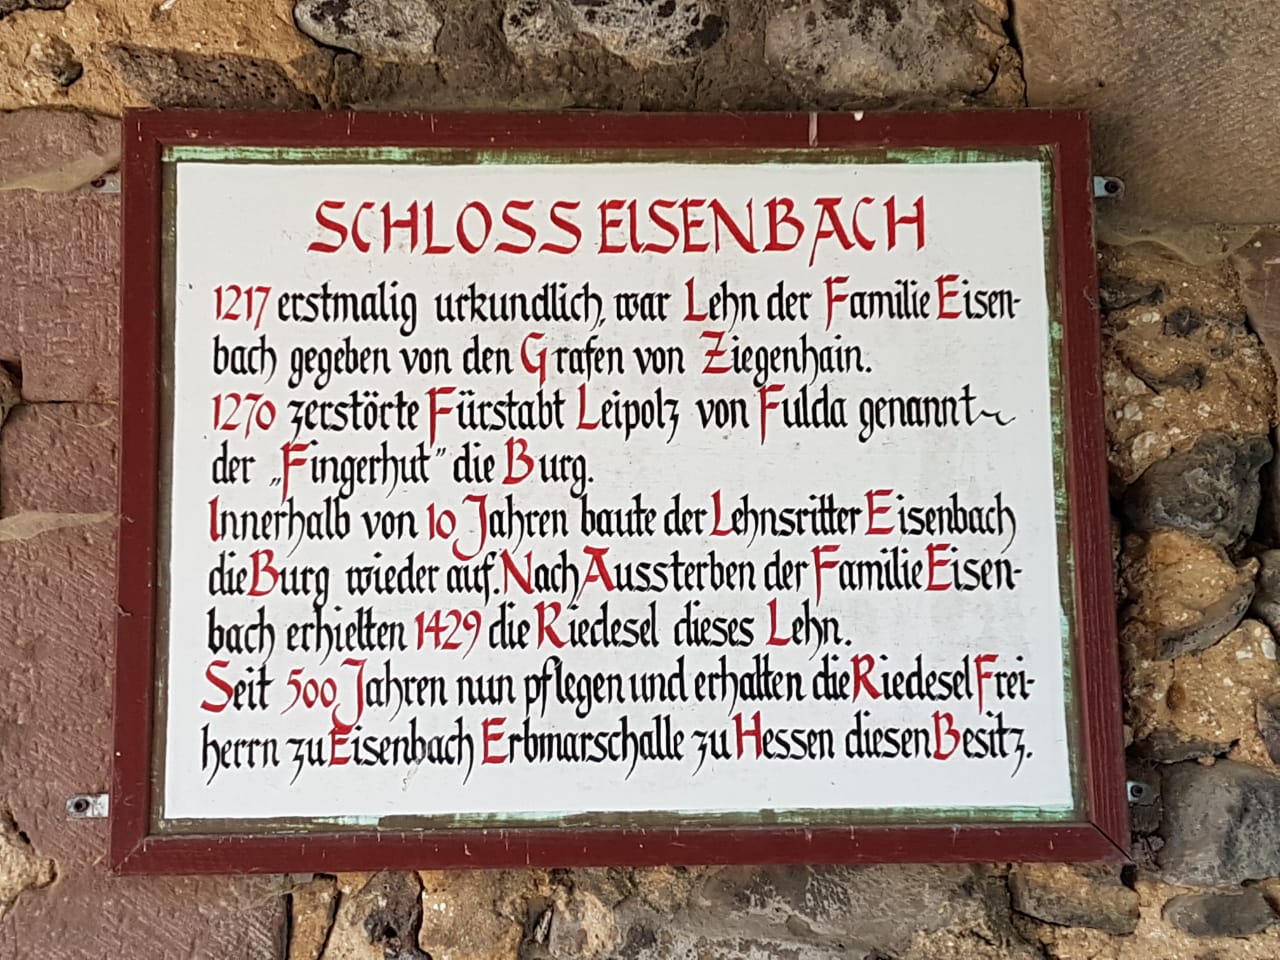 SCHLOSS EISENBACH
1217 erstmalig urkundlich, war Lehn der Familie Eisen-
bach gegeben von den Grafen von Ziegenhain.
1270 zerstörte Fürstabt Leipolz von Fulda genannt
der „Fingerhut" die Burg.
Innerhalb von 10 Jahren baute der Lehnsritter Eisenbach
die Burg wieder auf. Nach Aussterben der Familie Eisen-
bach erhielten 1429 die Riedesel dieses Lehn.
Seit 500 Jahren nun pflegen und erhalten die Riedesel Frei-
herrn zu Eisenbach Erbmarschalle zu Hessen diesen Besitz.